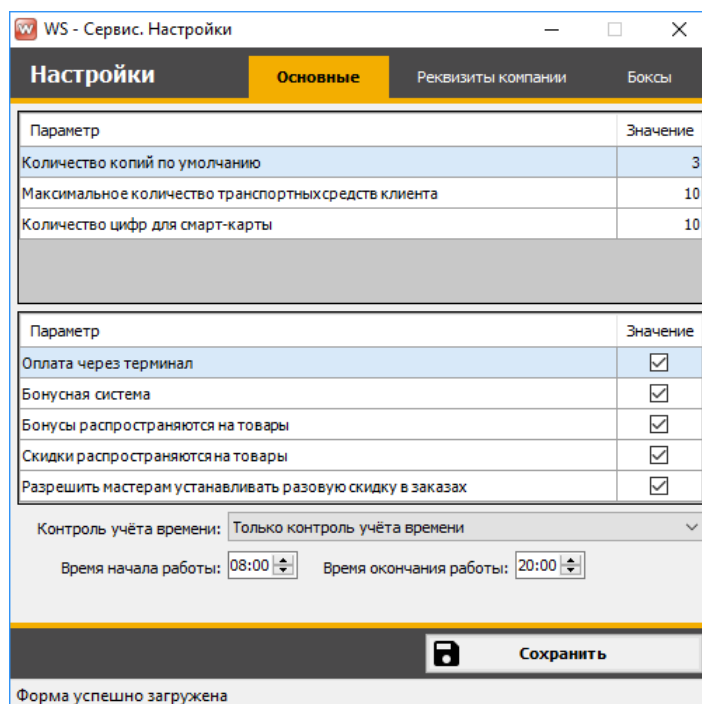 WS - Сервис. Настройки
Настройки Основные Реквизиты компании Боксы
Параметр Значение
Количество копий по умолчанию 3
Максимальное количество транспортных средств клиента 10
Количество цифр для смарт-карты 10
Параметр Значение
Оплата через терминал
Бонусная система
Бонусы распространяются на товары
Скидки распространяются на товары
Разрешить мастерам устанавливать разовую скидку в заказах
Контроль учёта времени: Только контроль учёта времени
Время начала работы: 08:00 Время окончания работы: 20:00
Сохранить
Форма успешно загружена